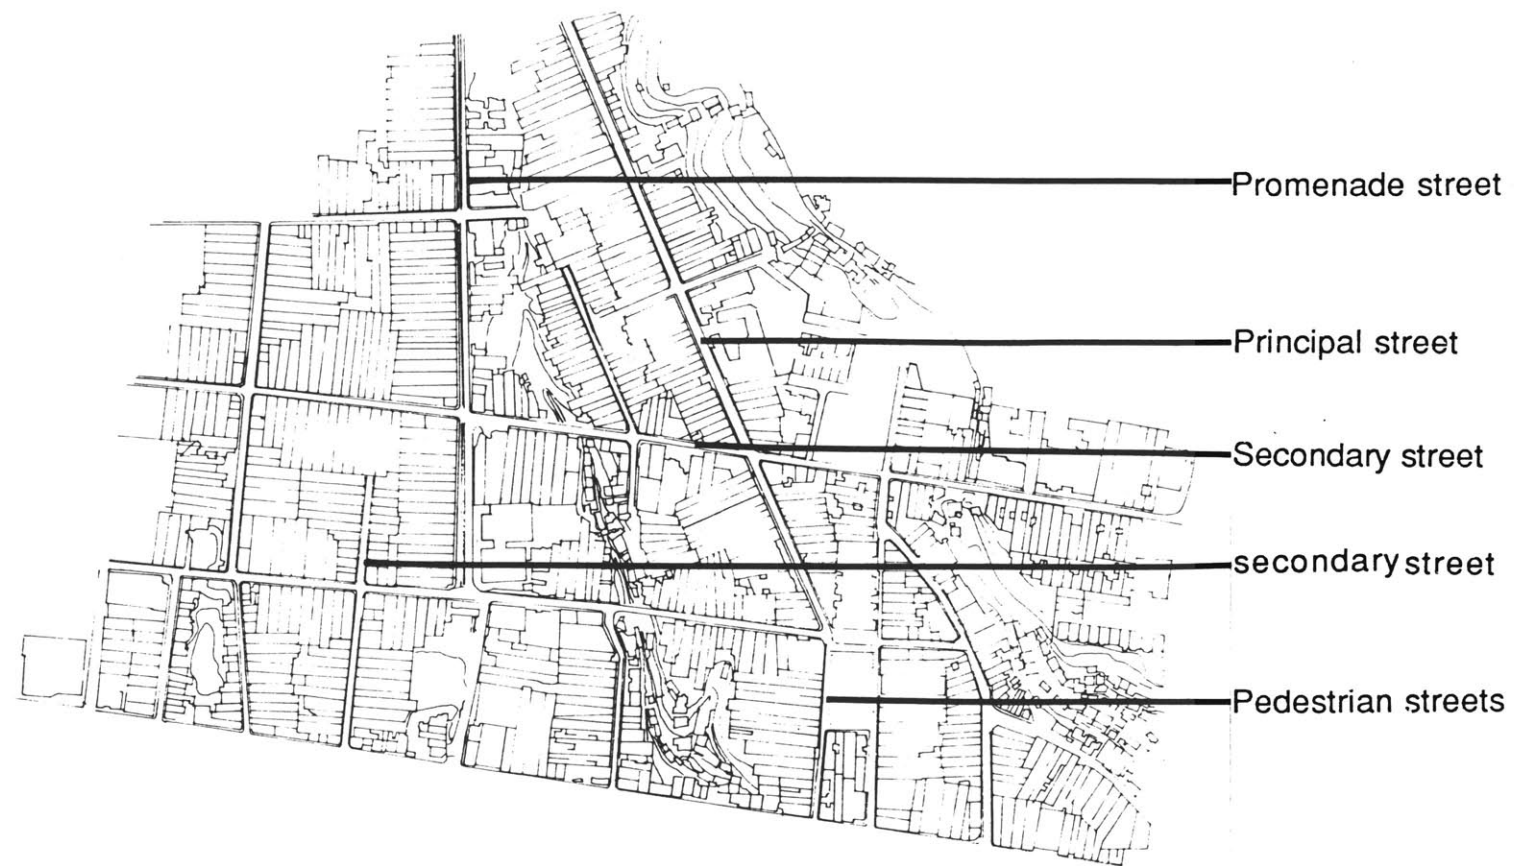 Promenade street
Principal street
Secondary street
secondary street
Pedestrian streets